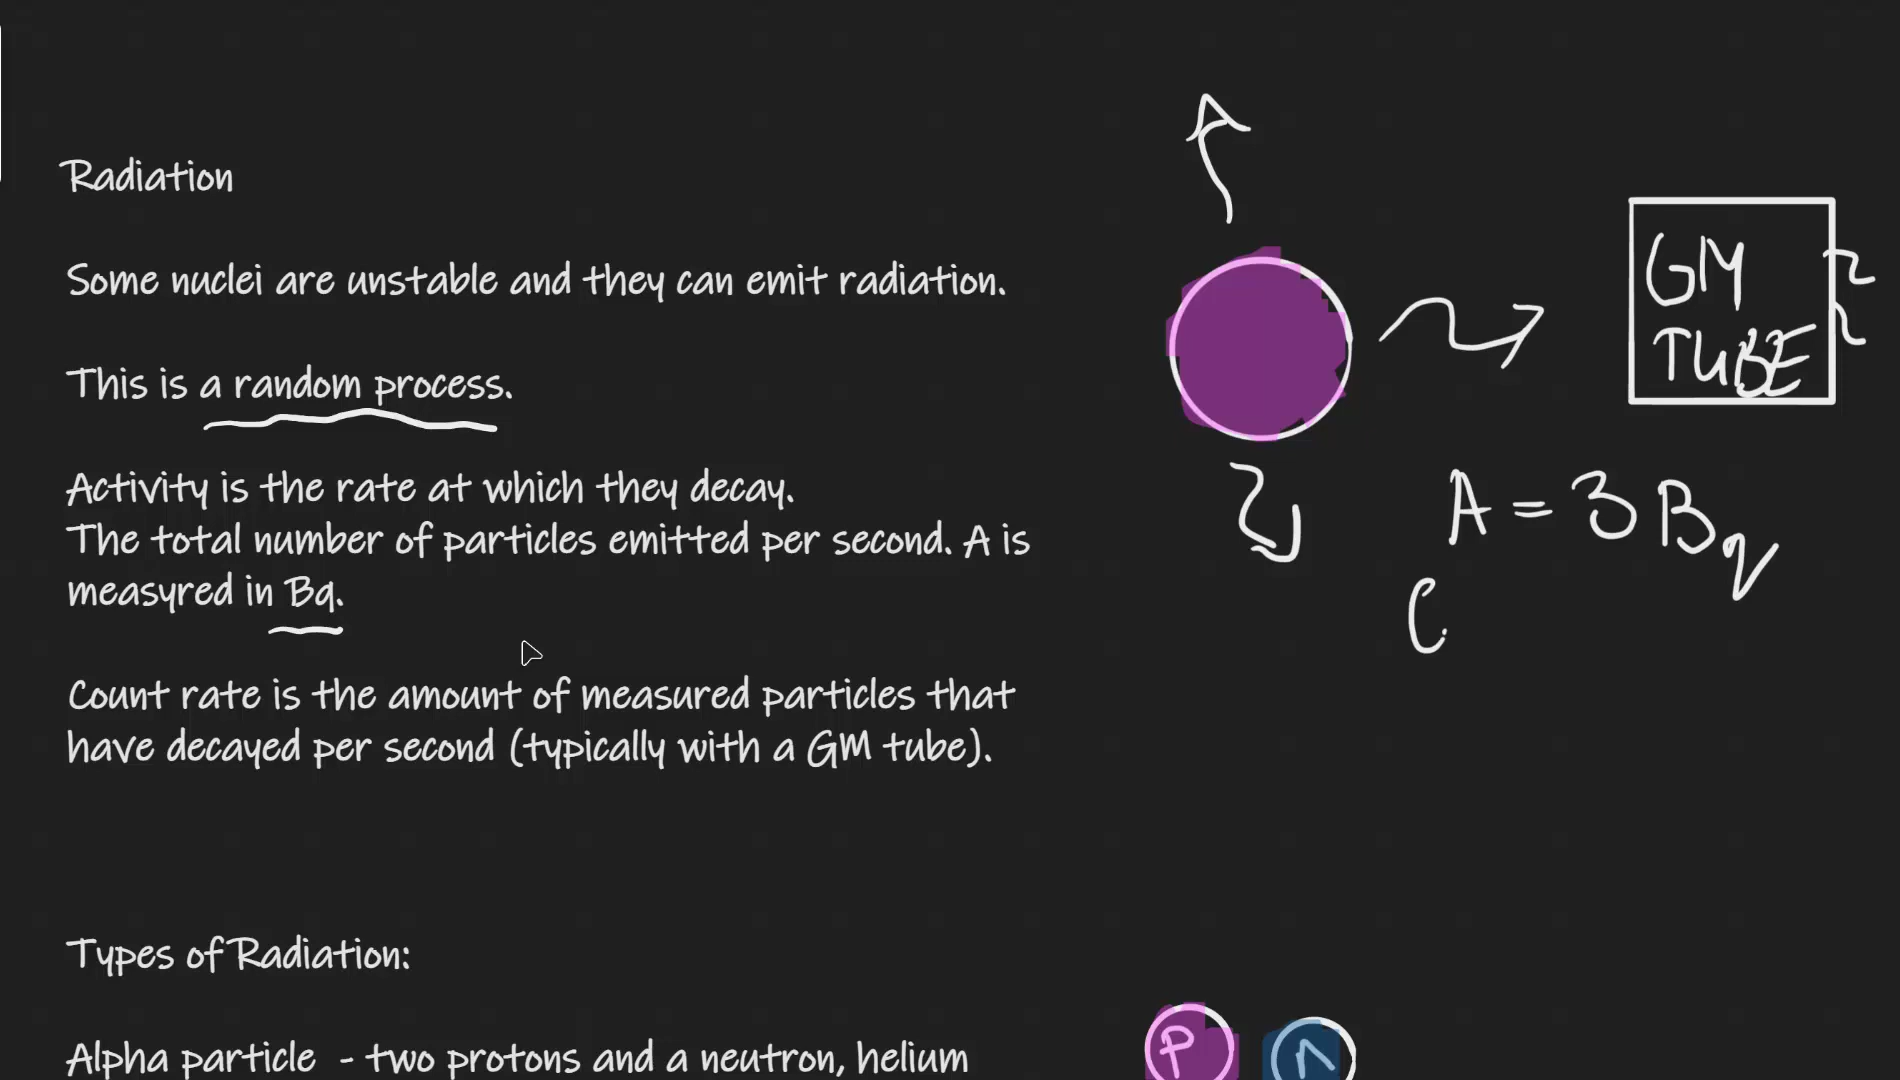 Radiation
Some nuclei are unstable and they can emit radiation.
This is a random process.
Activity is the rate at which they decay.
The total number of particles emitted per second. A is
measyred in Bq.
Count rate is the amount of measured particles that
have decayed per second (typically with a GM tube).
Types of Radiation:
Alpha particle - two protons and a neutron, helium
GM
TUBE
A = 3 Bq
C
P
N